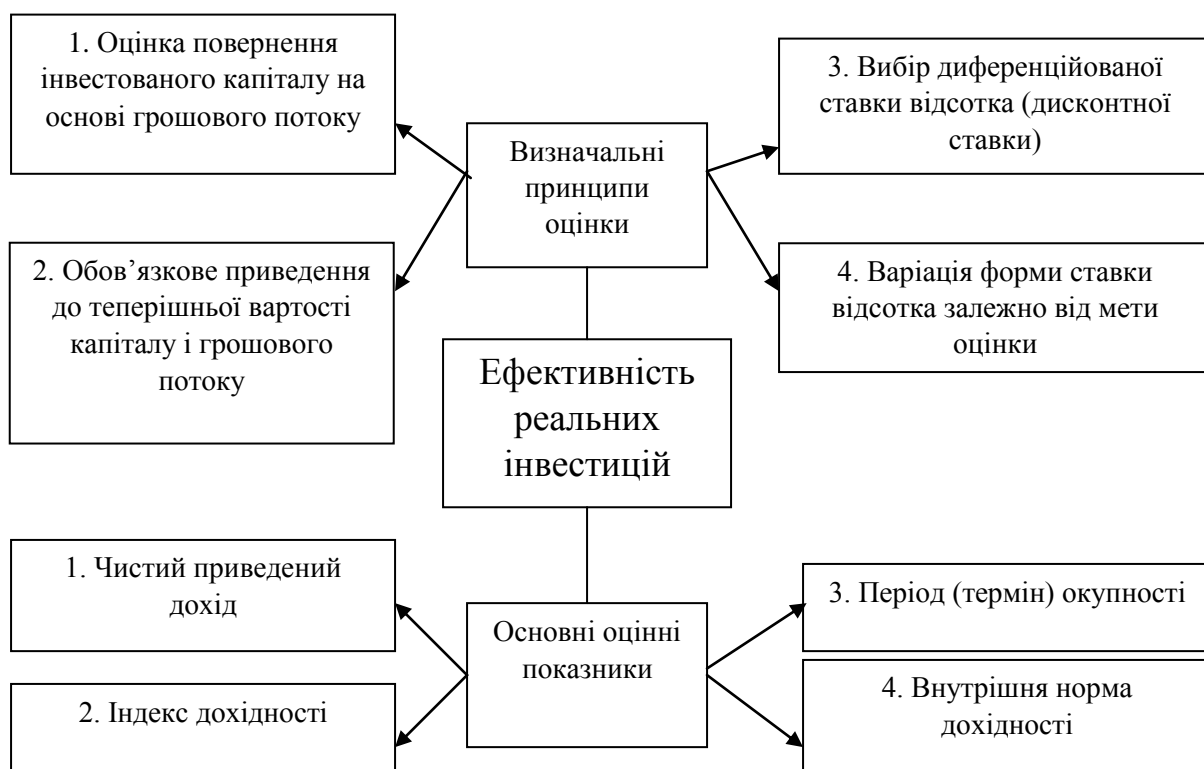 1. Оцінка повернення
інвестованого капіталу на
основі грошового потоку
Визначальні
принципи
оцінки
3. Вибір диференційованої
ставки відсотка (дисконтної
ставки)
2. Обов’язкове приведення
до теперішньої вартості
капіталу і грошового
потоку
4. Варіація форми ставки
відсотка залежно від мети
оцінки
Ефективність
реальних
інвестицій
1. Чистий приведений
дохід
Основні оцінні
показники
3. Період (термін) окупності
2. Індекс дохідності
4. Внутрішня норма
дохідності